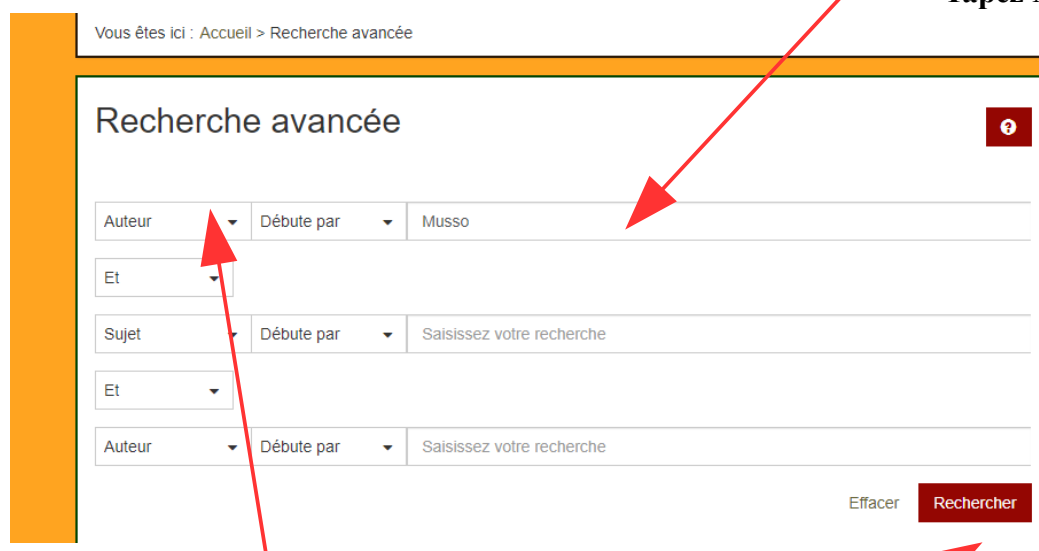 Tapez
Vous êtes ici : Accueil > Recherche avancée
Recherche avancée
Auteur Débute par Musso
Et
Sujet Débute par Saisissez votre recherche
Et
Auteur Débute par Saisissez votre recherche
Effacer Rechercher